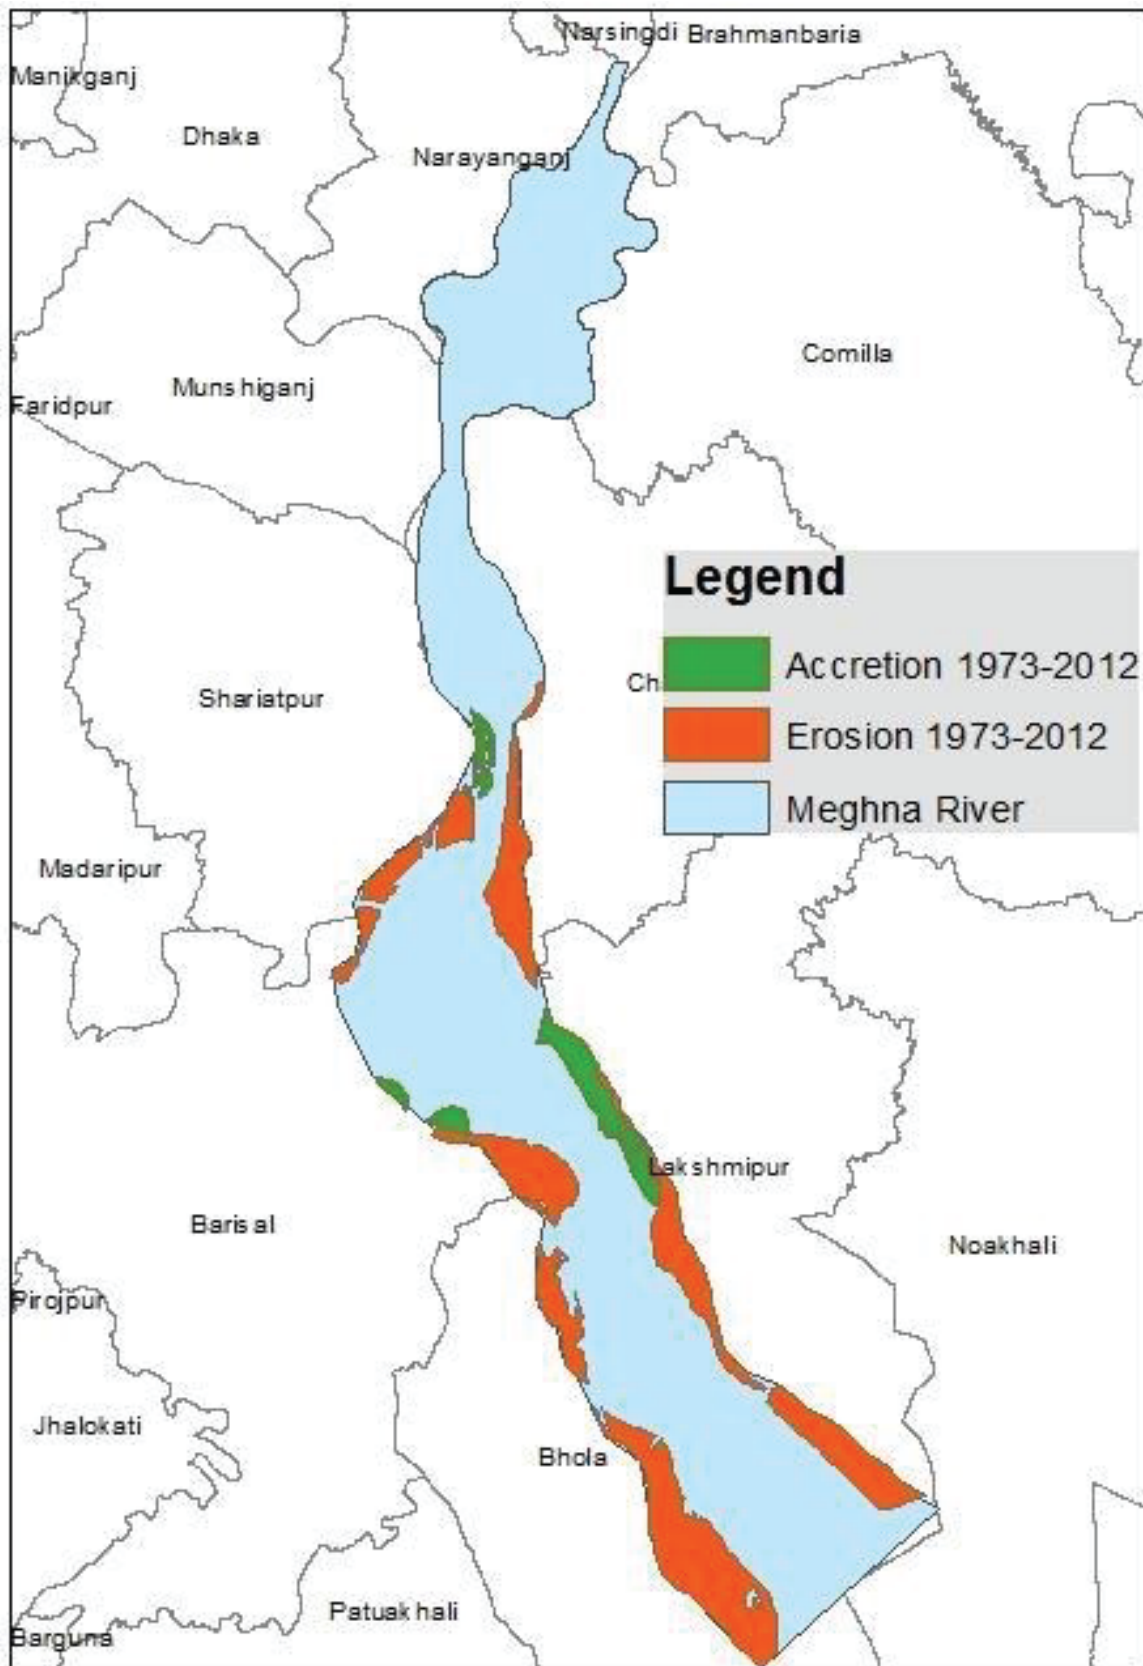 Narsingdi
Brahmanbaria
Manikganj
Dhaka
Narayanganj
Comilla
Munshiganj
Faridpur
Legend
Accretion 1973-2012
Erosion 1973-2012
Meghna River
Ch
Shariatpur
Madaripur
Lakshmipur
Barisal
Noakhali
Pirojpur
Jhalokati
Bhola
Patuakhali
Barguna